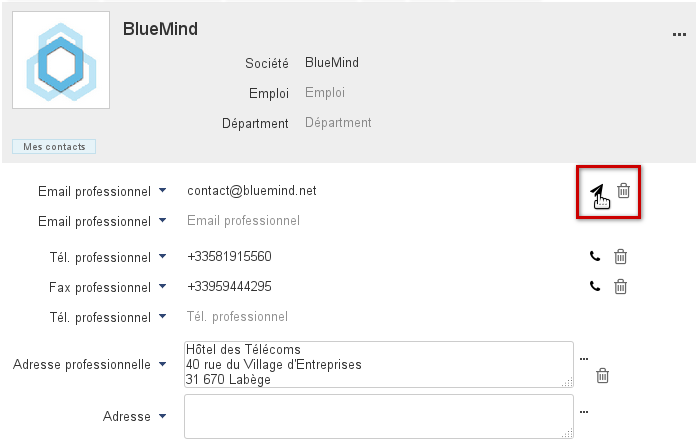 BlueMind
...
Société BlueMind
Emploi Emploi
Départment Départment
Mes contacts
Email professionnel contact@bluemind.net
Email professionnel Email professionnel
Tél. professionnel +33581915560
Fax professionnel +33959444295
Tél. professionnel Tél. professionnel
Adresse professionnelle Hôtel des Télécoms
40 rue du Village d'Entreprises
31 670 Labège
...
Adresse
...